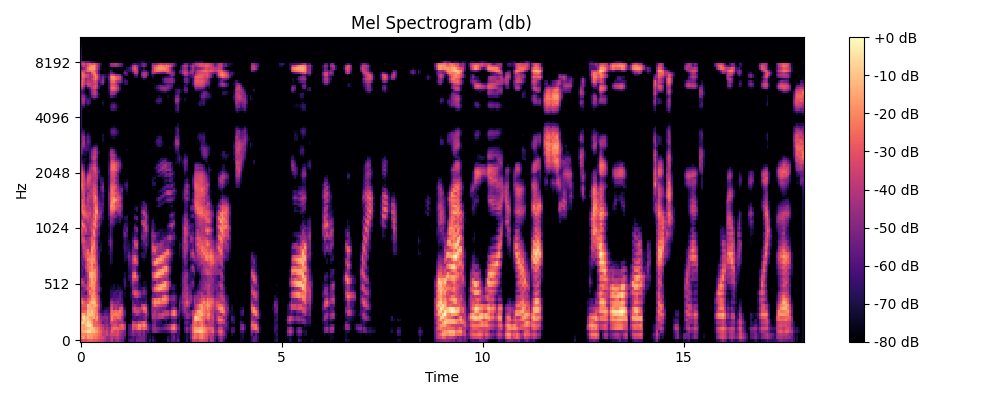 Mel Spectrogram (db)
Hz
8192
4096
2048
1024
512
0
0 5 10 15
Time
+0 dB
-10 dB
-20 dB
-30 dB
-40 dB
-50 dB
-60 dB
-70 dB
-80 dB